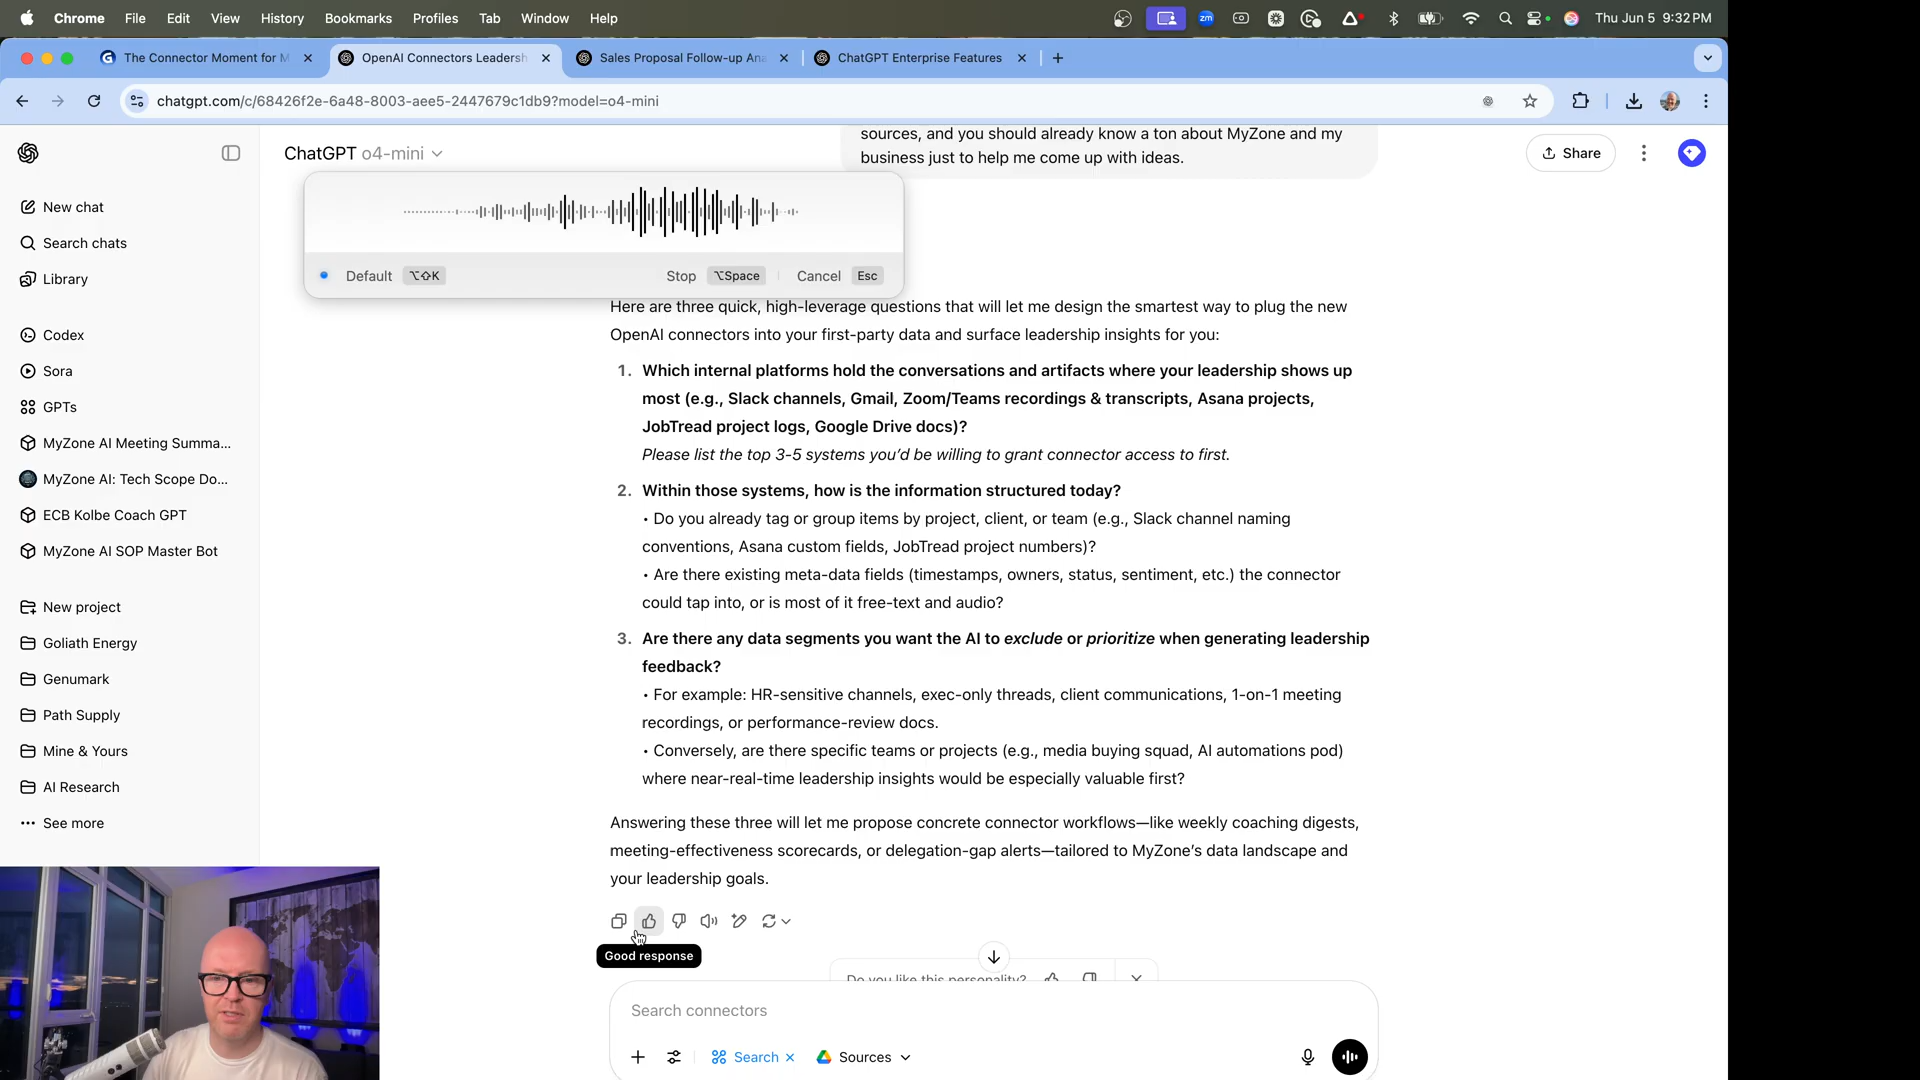 Chrome File Edit View History Bookmarks Profiles Tab Window Help
zm
Thu Jun 5 9:32 PM
The Connector Moment for M
OpenAI Connectors Leadersh
Sales Proposal Follow-up Ana
ChatGPT Enterprise Features
chatgpt.com/c/68426f2e-6a48-8003-aee5-2447679c1db9?model=o4-mini
New chat
Search chats
Library
Codex
Sora
GPTs
MyZone AI Meeting Summa...
MyZone AI: Tech Scope Do...
ECB Kolbe Coach GPT
MyZone AI SOP Master Bot
New project
Goliath Energy
Genumark
Path Supply
Mine & Yours
AI Research
See more
ChatGPT o4-mini
Share
sources, and you should already know a ton about MyZone and my
business just to help me come up with ideas.
Default ⌥⇧K Stop ⌥Space Cancel Esc
Here are three quick, high-leverage questions that will let me design the smartest way to plug the new
OpenAI connectors into your first-party data and surface leadership insights for you:
1. Which internal platforms hold the conversations and artifacts where your leadership shows up
most (e.g., Slack channels, Gmail, Zoom/Teams recordings & transcripts, Asana projects,
JobTread project logs, Google Drive docs)?
Please list the top 3-5 systems you'd be willing to grant connector access to first.
2. Within those systems, how is the information structured today?
• Do you already tag or group items by project, client, or team (e.g., Slack channel naming
conventions, Asana custom fields, JobTread project numbers)?
• Are there existing meta-data fields (timestamps, owners, status, sentiment, etc.) the connector
could tap into, or is most of it free-text and audio?
3. Are there any data segments you want the AI to exclude or prioritize when generating leadership
feedback?
• For example: HR-sensitive channels, exec-only threads, client communications, 1-on-1 meeting
recordings, or performance-review docs.
• Conversely, are there specific teams or projects (e.g., media buying squad, AI automations pod)
where near-real-time leadership insights would be especially valuable first?
Answering these three will let me propose concrete connector workflows—like weekly coaching digests,
meeting-effectiveness scorecards, or delegation-gap alerts—tailored to MyZone's data landscape and
your leadership goals.
Good response
Do you like this personality?
Search connectors
Search
Sources